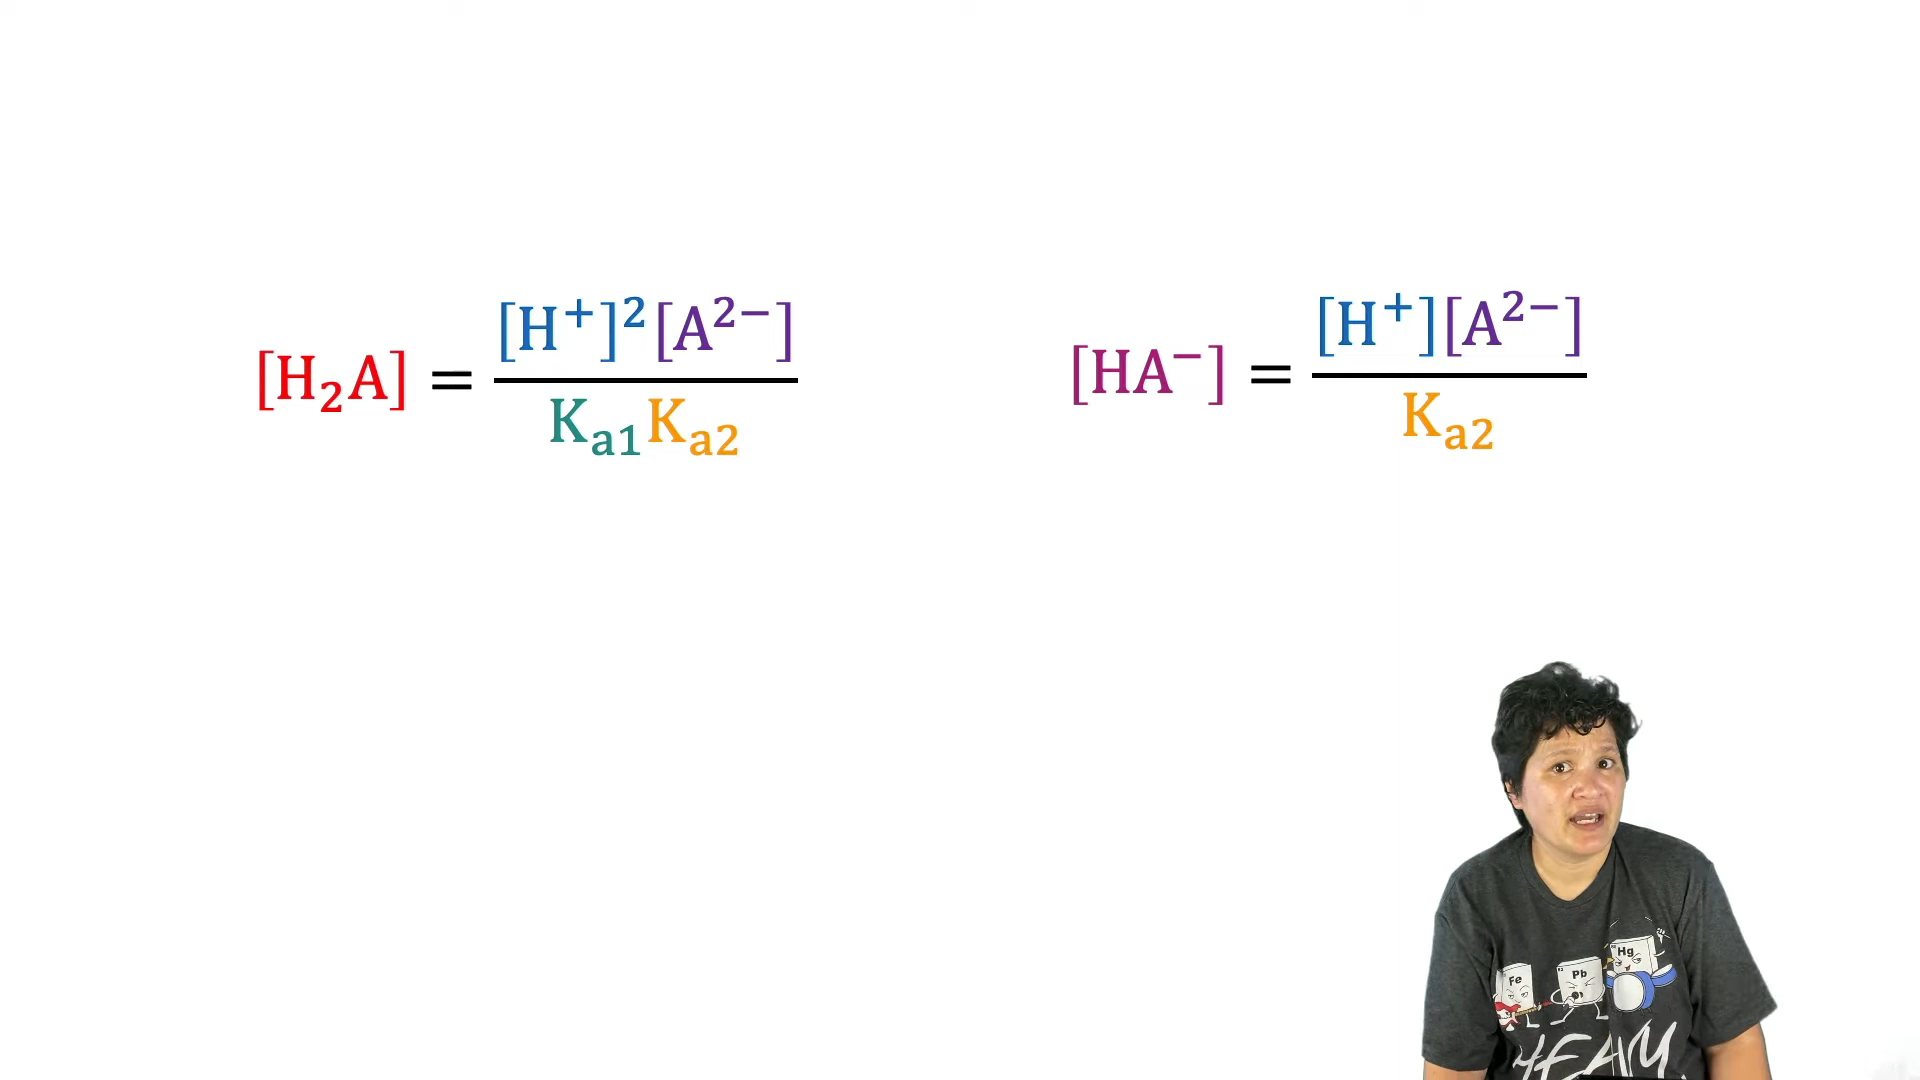 [H₂A] = [H⁺]²[A²⁻] / Kₐ₁Kₐ₂
[HA⁻] = [H⁺][A²⁻] / Kₐ₂
Fe
Pb
Hg